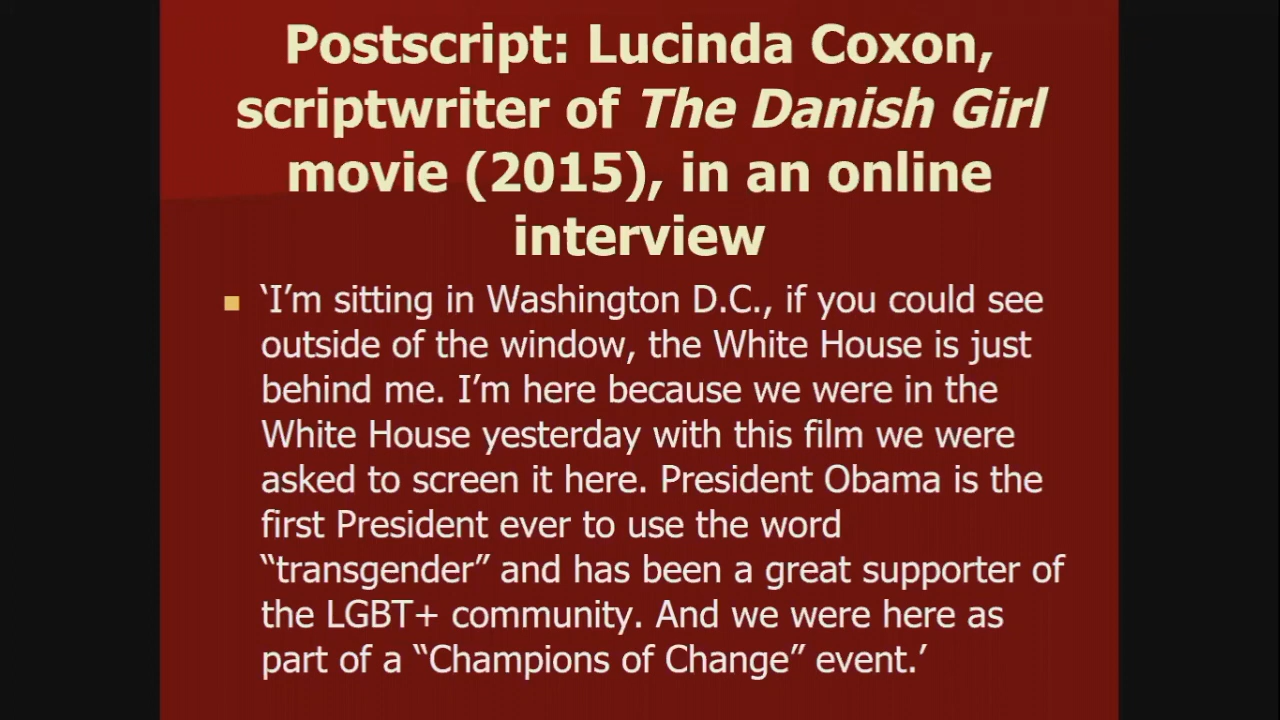 Postscript: Lucinda Coxon,
scriptwriter of The Danish Girl
movie (2015), in an online
interview
‘I’m sitting in Washington D.C., if you could see
outside of the window, the White House is just
behind me. I’m here because we were in the
White House yesterday with this film we were
asked to screen it here. President Obama is the
first President ever to use the word
“transgender” and has been a great supporter of
the LGBT+ community. And we were here as
part of a “Champions of Change” event.’